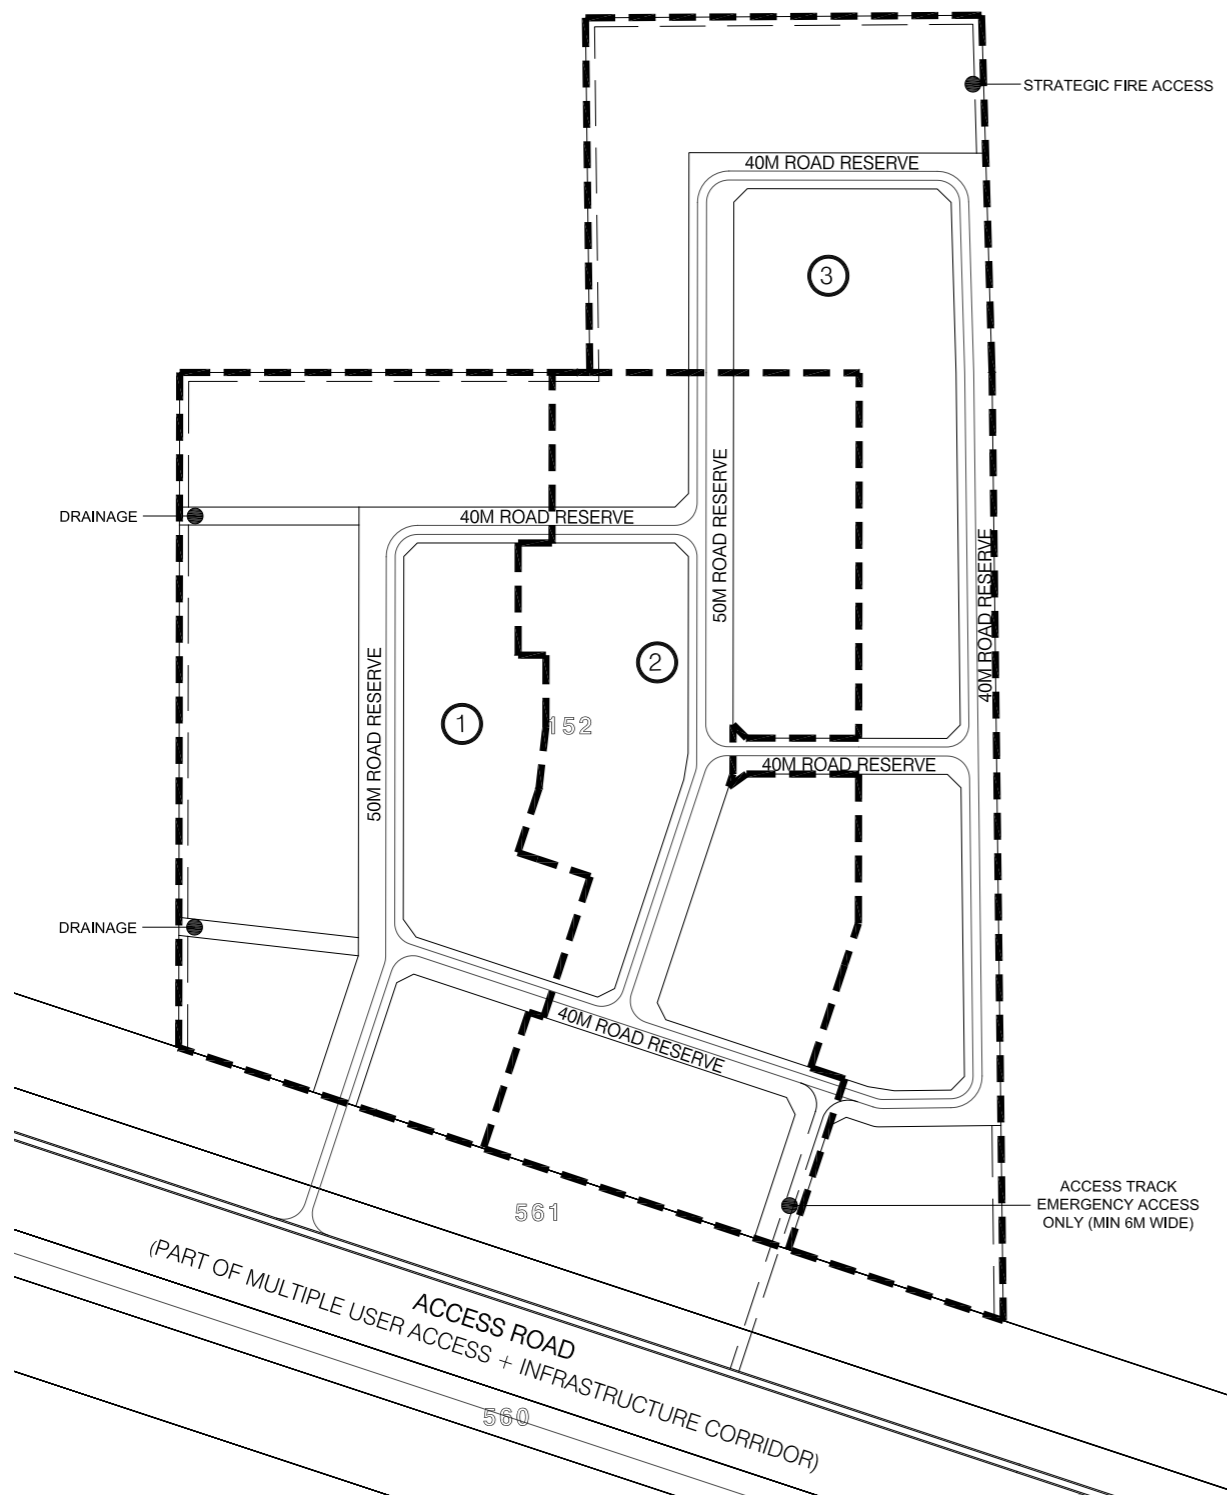 STRATEGIC FIRE ACCESS
40M ROAD RESERVE
3
50M ROAD RESERVE
DRAINAGE
40M ROAD RESERVE
40M ROAD RESERVE
2
1
152
50M ROAD RESERVE
40M ROAD RESERVE
DRAINAGE
40M ROAD RESERVE
ACCESS TRACK
EMERGENCY ACCESS
ONLY (MIN 6M WIDE)
561
ACCESS ROAD
(PART OF MULTIPLE USER ACCESS + INFRASTRUCTURE CORRIDOR)
560